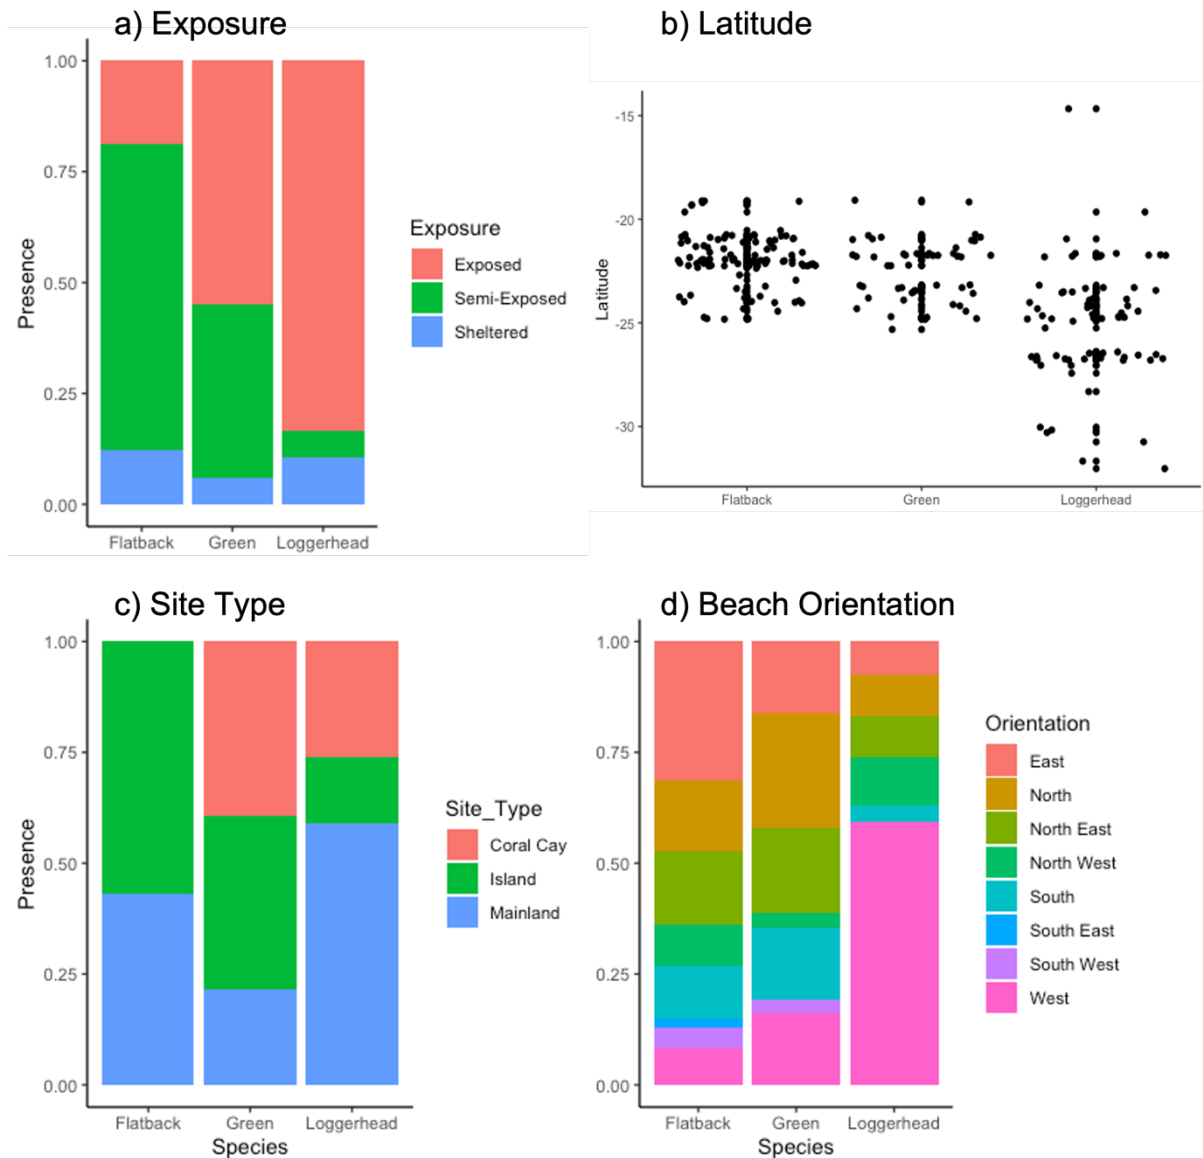 a) Exposure
1.00
0.75
0.50
0.25
0.00
Presence
Flatback
Green
Loggerhead
Exposure
Exposed
Semi-Exposed
Sheltered
b) Latitude
-15
-20
-25
-30
Latitude
Flatback
Green
Loggerhead
c) Site Type
1.00
0.75
0.50
0.25
0.00
Presence
Flatback
Green
Loggerhead
Species
Site_Type
Coral Cay
Island
Mainland
d) Beach Orientation
1.00
0.75
0.50
0.25
0.00
Flatback
Green
Loggerhead
Species
Orientation
East
North
North East
North West
South
South East
South West
West